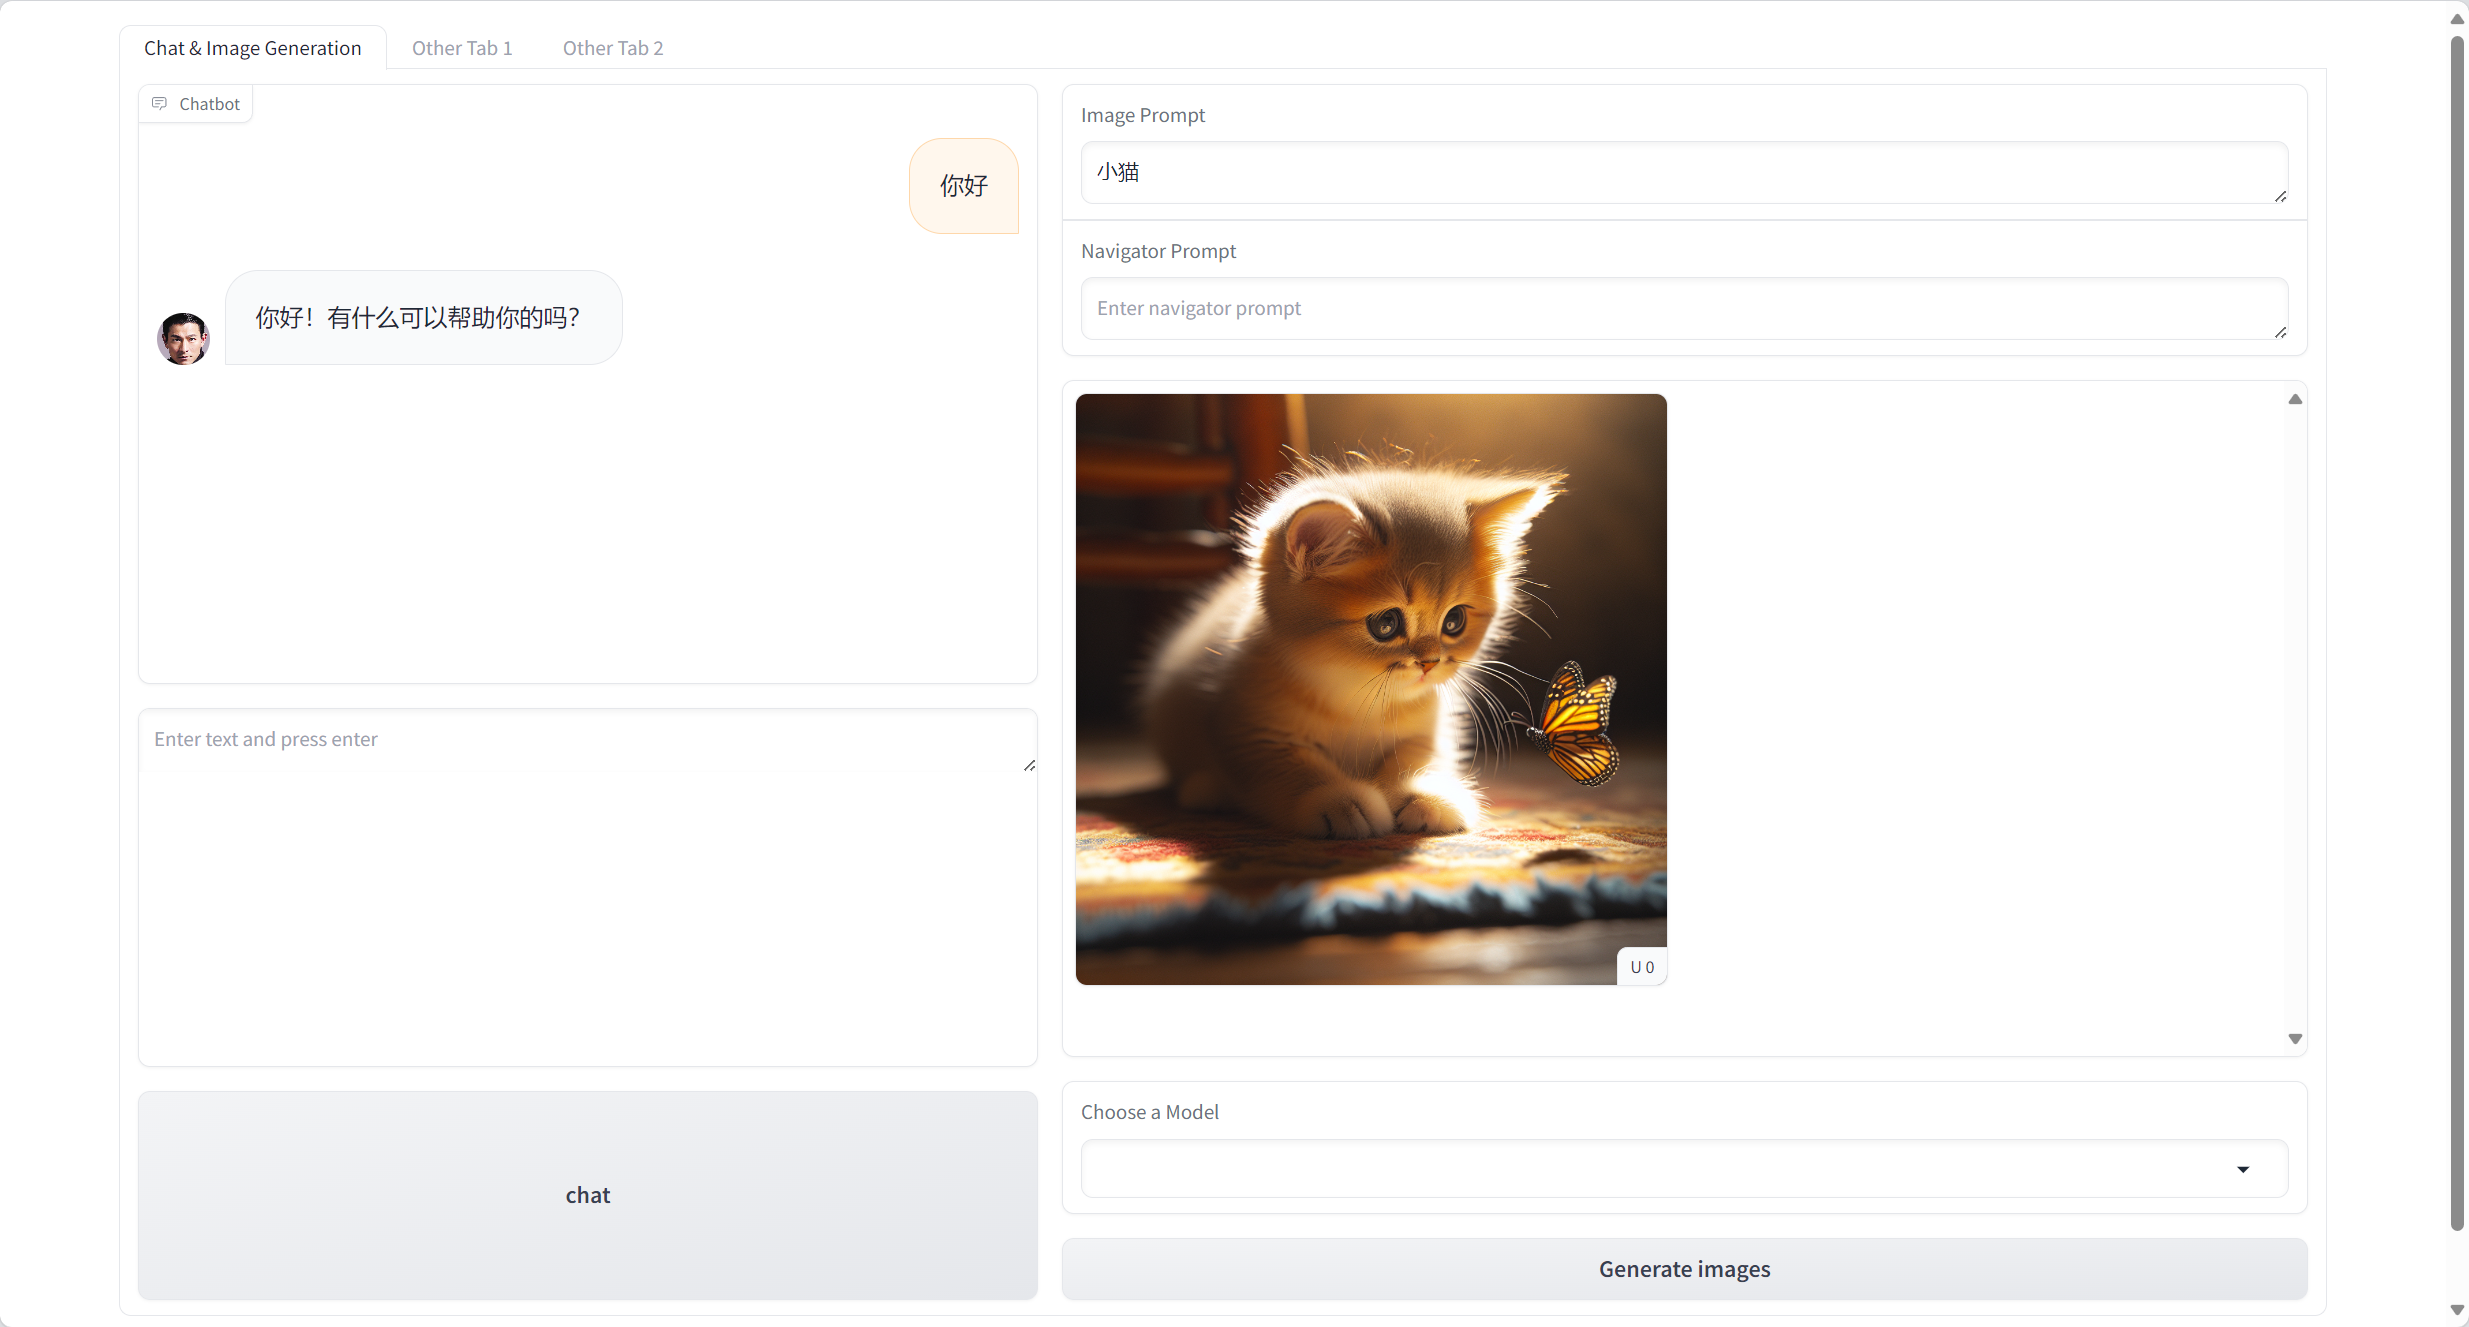 Chat & Image Generation
Other Tab 1
Other Tab 2
Chatbot
你好
你好！有什么可以帮助你的吗？
Enter text and press enter
chat
Image Prompt
小猫
Navigator Prompt
Enter navigator prompt
U 0
Choose a Model
Generate images